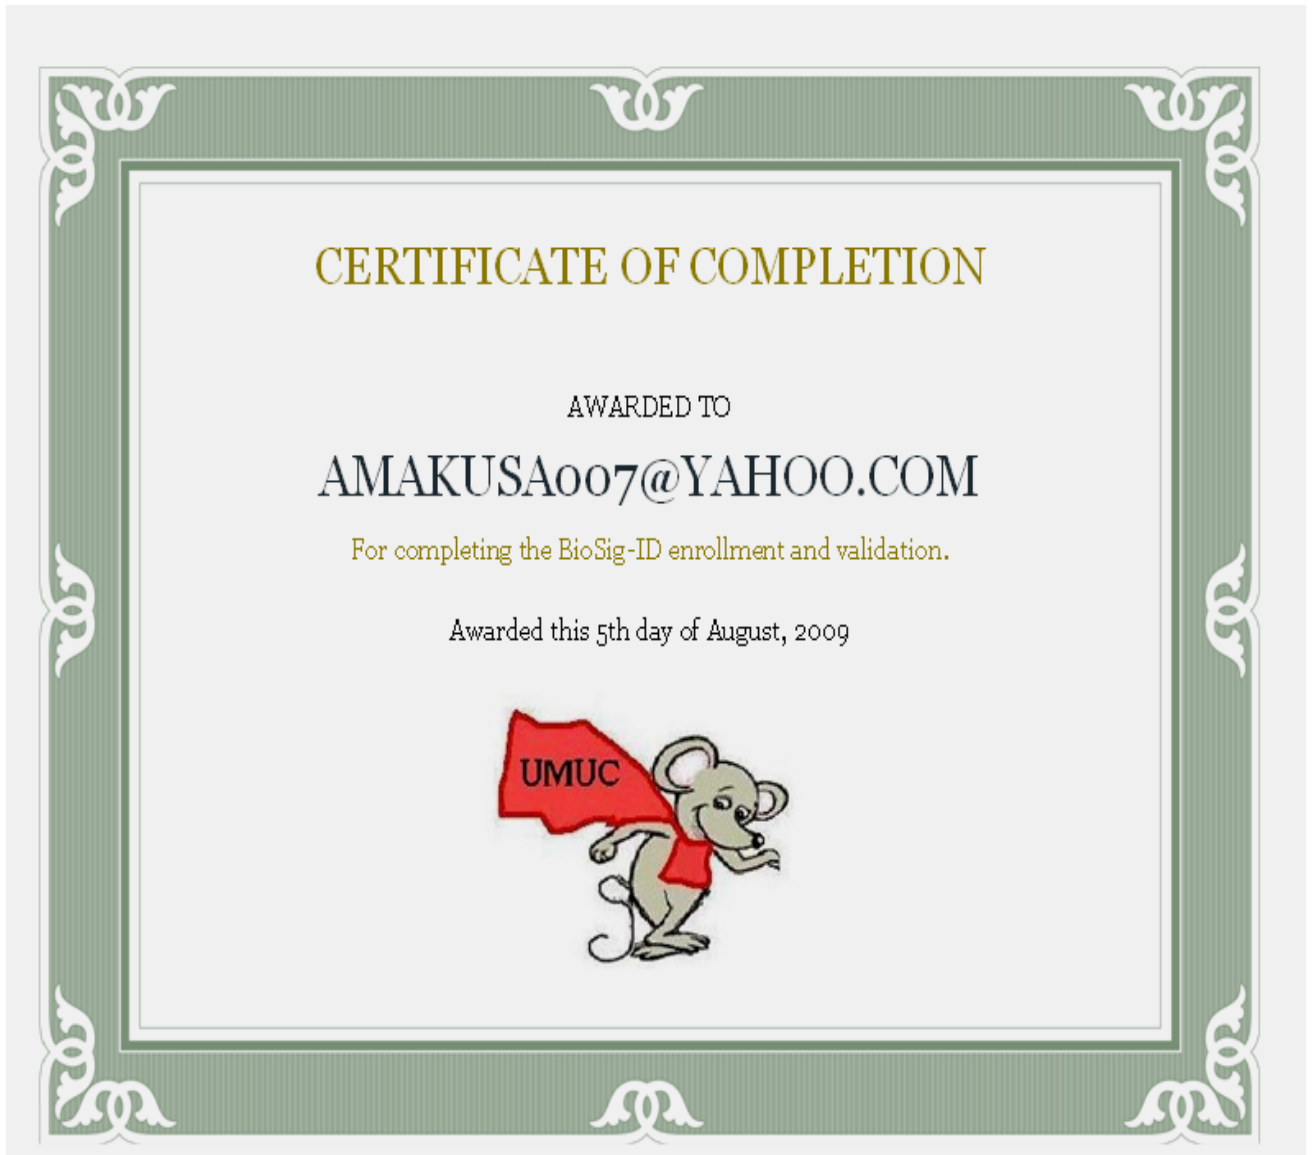 CERTIFICATE OF COMPLETION
AWARDED TO
AMAKUSA007@YAHOO.COM
For completing the BioSig-ID enrollment and validation.
Awarded this 5th day of August, 2009
UMUC